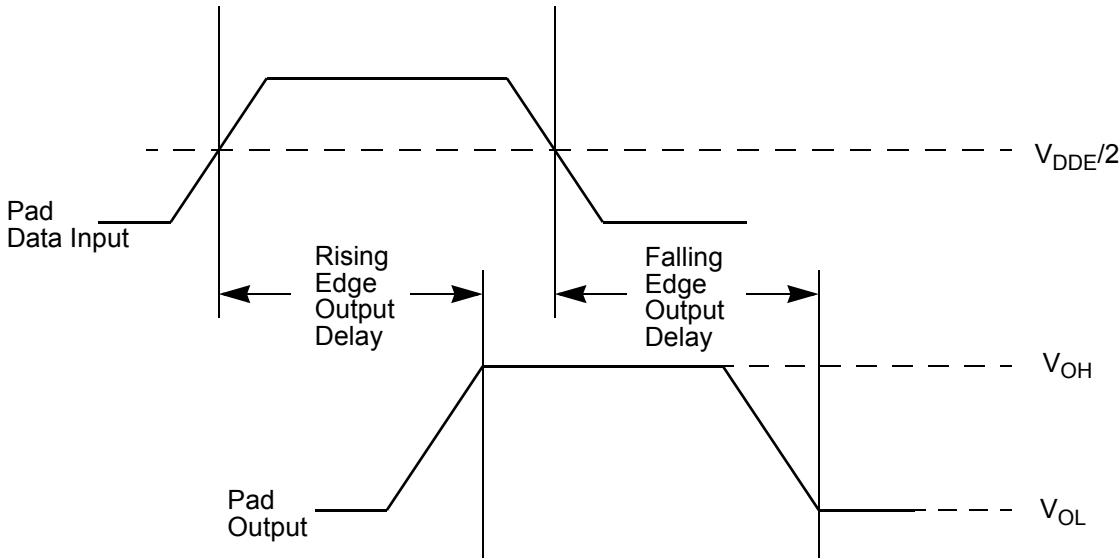 V_DDE/2
Pad
Data Input
Rising
Edge
Output
Delay
Falling
Edge
Output
Delay
V_OH
Pad
Output
V_OL